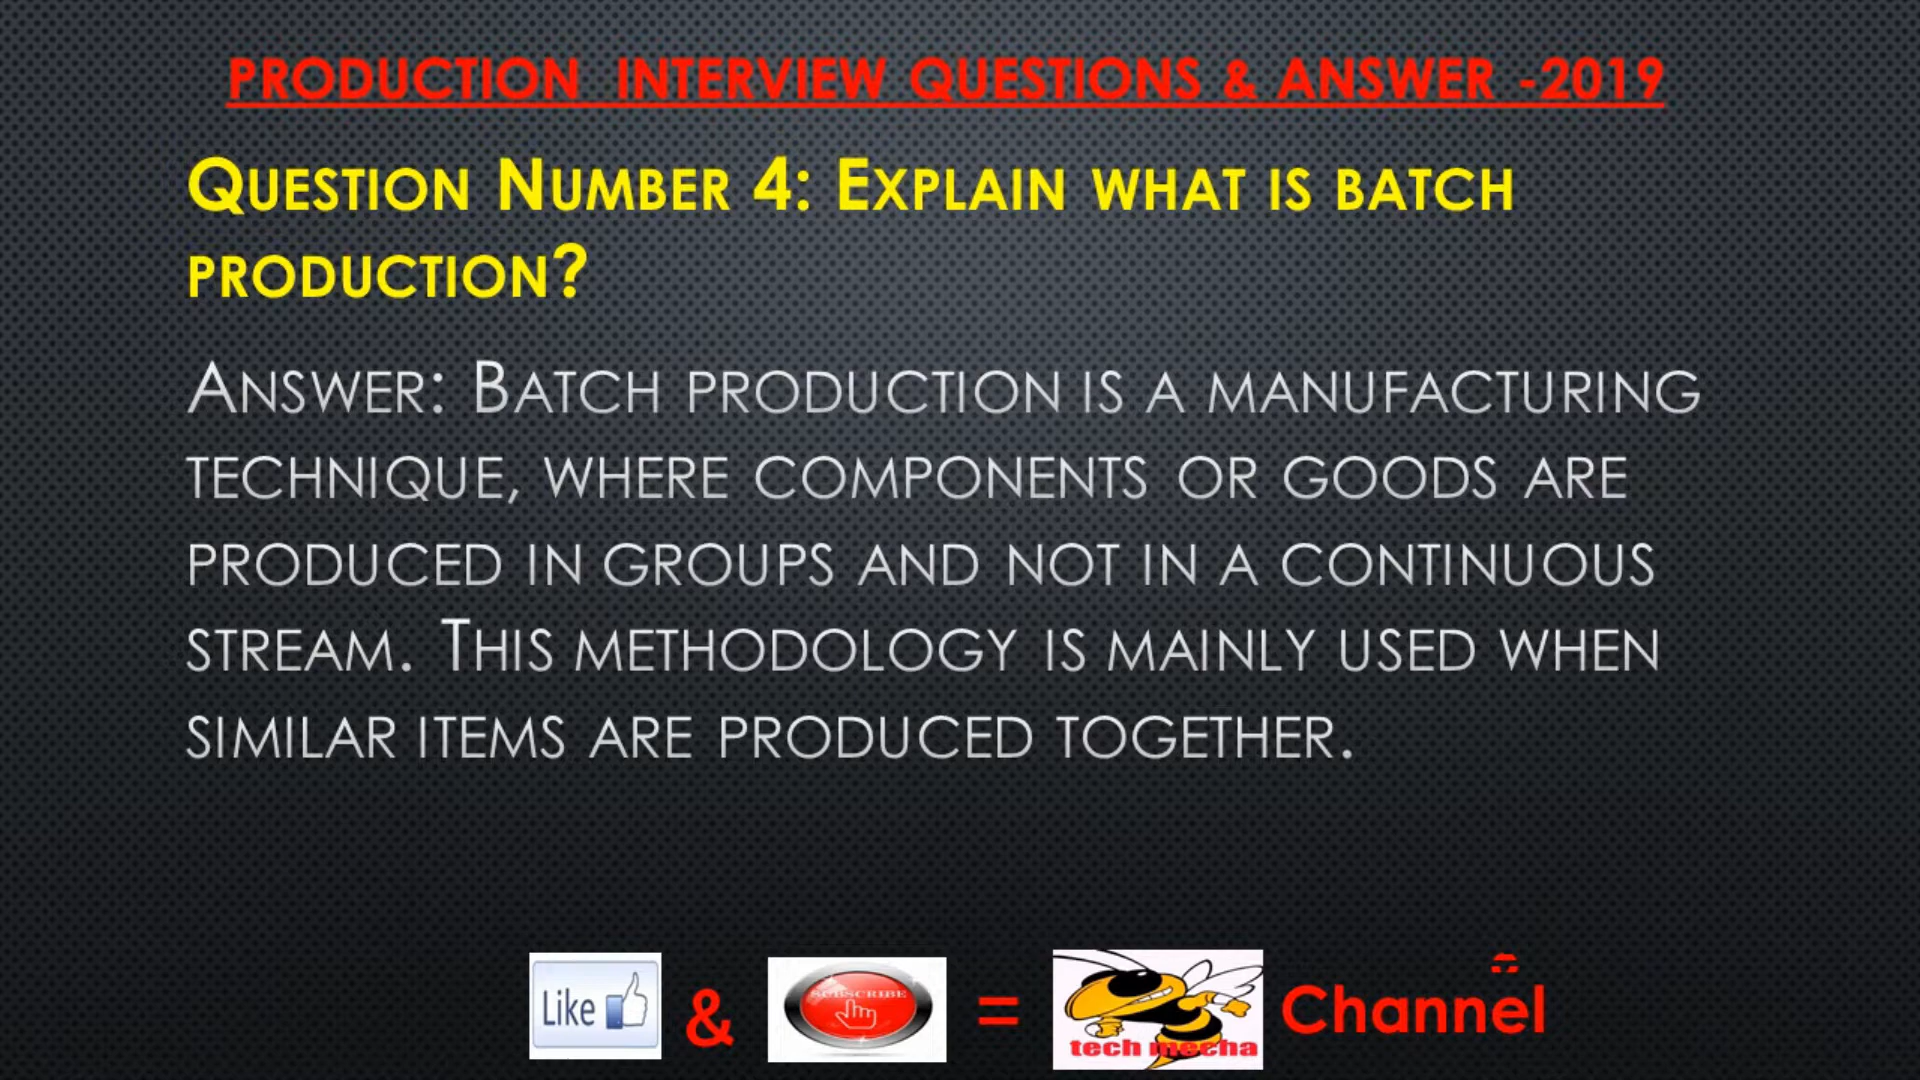 PRODUCTION INTERVIEW QUESTIONS & ANSWER -2019
QUESTION NUMBER 4: EXPLAIN WHAT IS BATCH
PRODUCTION?
ANSWER: BATCH PRODUCTION IS A MANUFACTURING
TECHNIQUE, WHERE COMPONENTS OR GOODS ARE
PRODUCED IN GROUPS AND NOT IN A CONTINUOUS
STREAM. THIS METHODOLOGY IS MAINLY USED WHEN
SIMILAR ITEMS ARE PRODUCED TOGETHER.
Like & SUBSCRIBE = tech mecha Channel